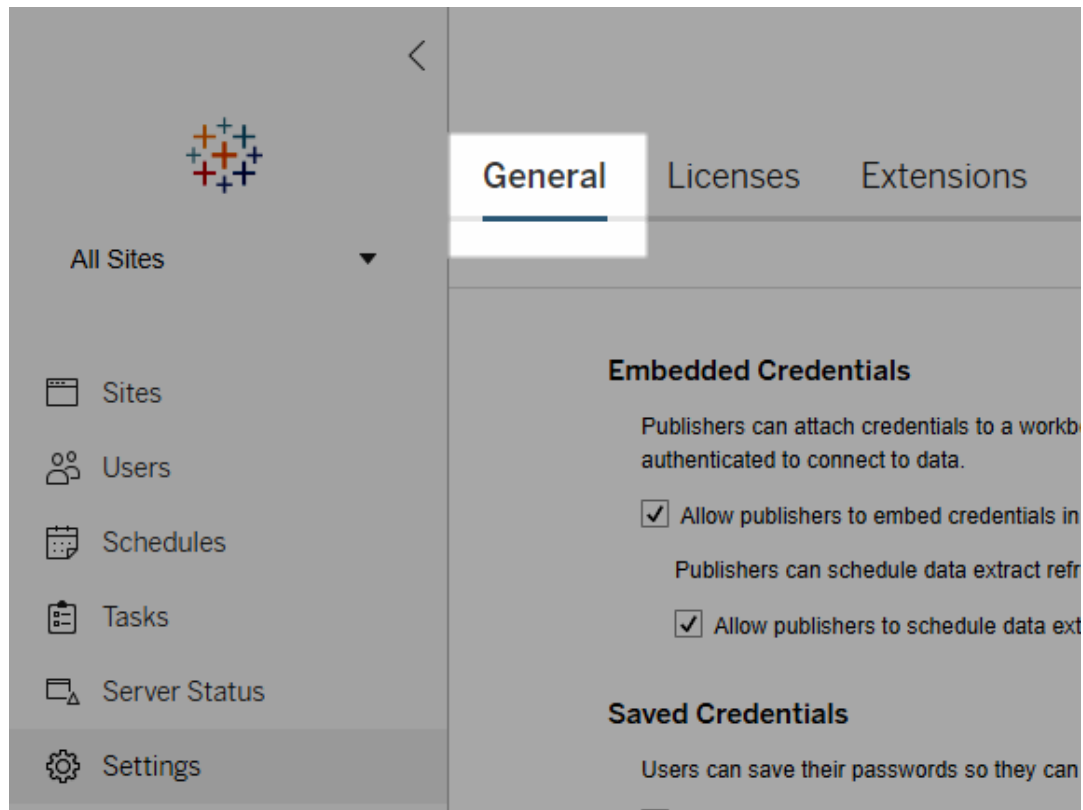 General Licenses Extensions
All Sites
Sites
Users
Schedules
Tasks
Server Status
Settings
Embedded Credentials
Publishers can attach credentials to a workb
authenticated to connect to data.
Allow publishers to embed credentials in
Publishers can schedule data extract refr
Allow publishers to schedule data ext
Saved Credentials
Users can save their passwords so they can